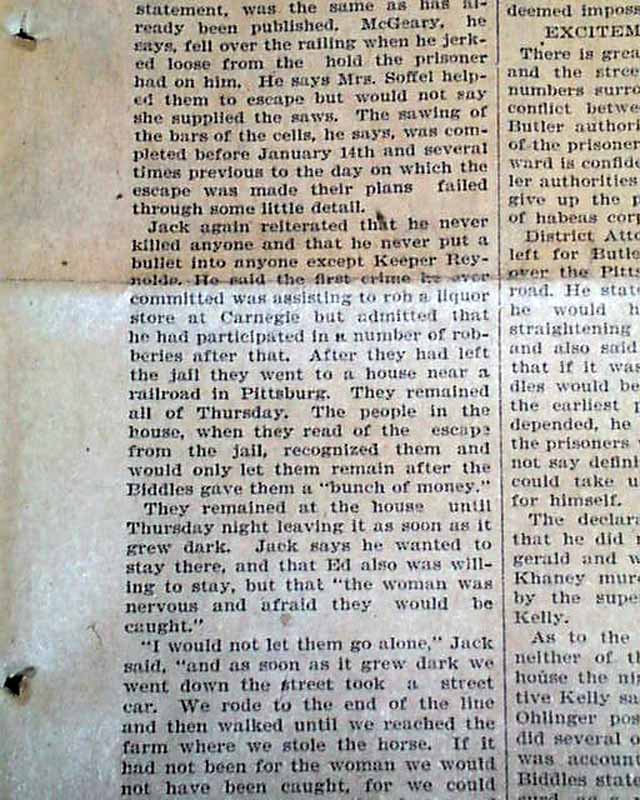 statement, was the same as has al-
ready been published. McGeary, he
says, fell over the railing when he jerk-
ed loose from the hold the prisoner
had on him. He says Mrs. Soffel help-
ed them to escape but would not say
she supplied the saws. The sawing of
the bars of the cells, he says, was com-
pleted before January 14th and several
times previous to the day on which the
escape was made their plans failed
through some little detail.
Jack again reiterated that he never
killed anyone and that he never put a
bullet into anyone except Keeper Rey-
nolds. He said the first crime he ever
committed was assisting to rob a liquor
store at Carnegie but admitted that
he had participated in a number of rob-
beries after that. After they had left
the jail they went to a house near a
railroad in Pittsburg. They remained
all of Thursday. The people in the
house, when they read of the escape
from the jail, recognized them and
would only let them remain after the
Biddles gave them a "bunch of money."
They remained at the house until
Thursday night leaving it as soon as it
grew dark. Jack says he wanted to
stay there, and that Ed also was will-
ing to stay, but that "the woman was
nervous and afraid they would be
caught."
"I would not let them go alone," Jack
said, "and as soon as it grew dark we
went down the street took a street
car. We rode to the end of the line
and then walked until we reached the
farm where we stole the horse. If it
had not been for the woman we would
not have been caught, for we could
deemed imposs
EXCITEM
There is grea
and the stree
numbers surro
conflict betwe
Butler authori
of the prisoner
ward is confide
ler authorities
give up the p
of habeas corp
District Atto
left for Butle
over the Pitts
road. He state
he would h
straightening
and also said
that if it was
dles would be
the earliest p
depended, he
the prisoners
not say defini
could take u
for himself.
The declara
that he did n
gerald and w
Khaney mur
by the supe
Kelly.
As to the
neither of th
house the nig
tive Kelly sa
Ohlinger pos
did several o
was account
Biddles state